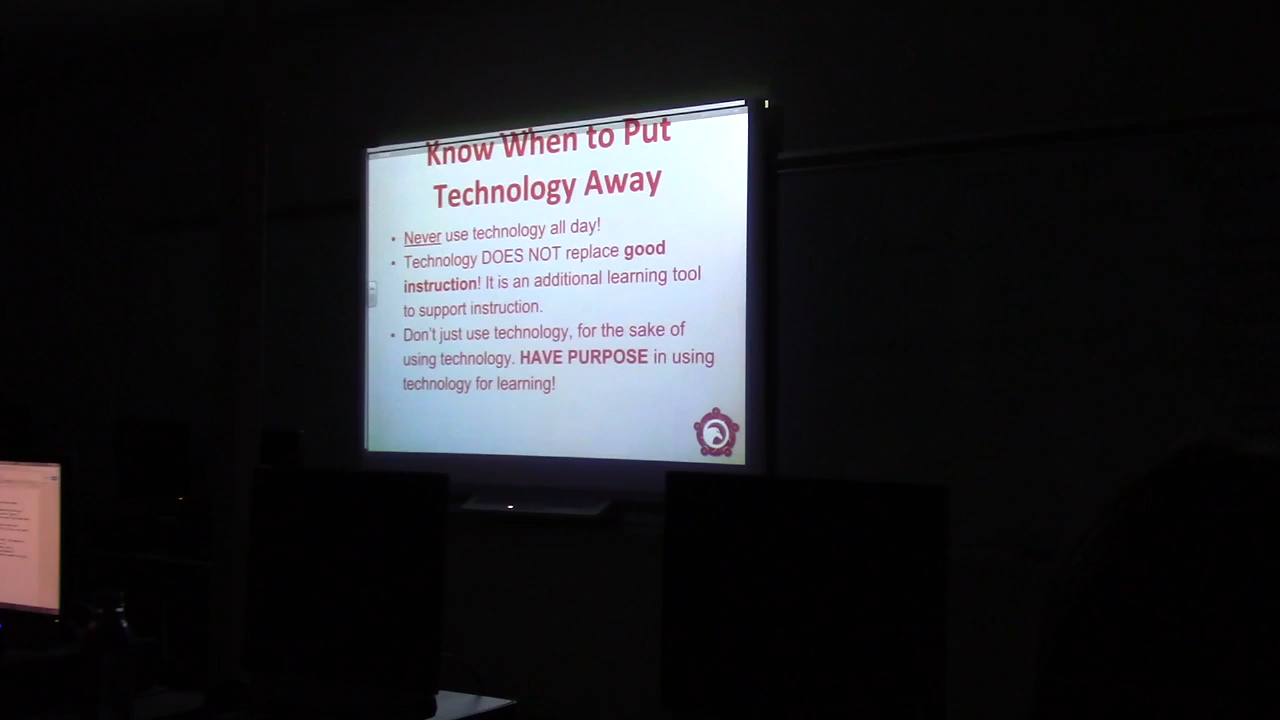 Know When to Put
Technology Away
• Never use technology all day!
• Technology DOES NOT replace good
instruction! It is an additional learning tool
to support instruction.
• Don't just use technology, for the sake of
using technology. HAVE PURPOSE in using
technology for learning!